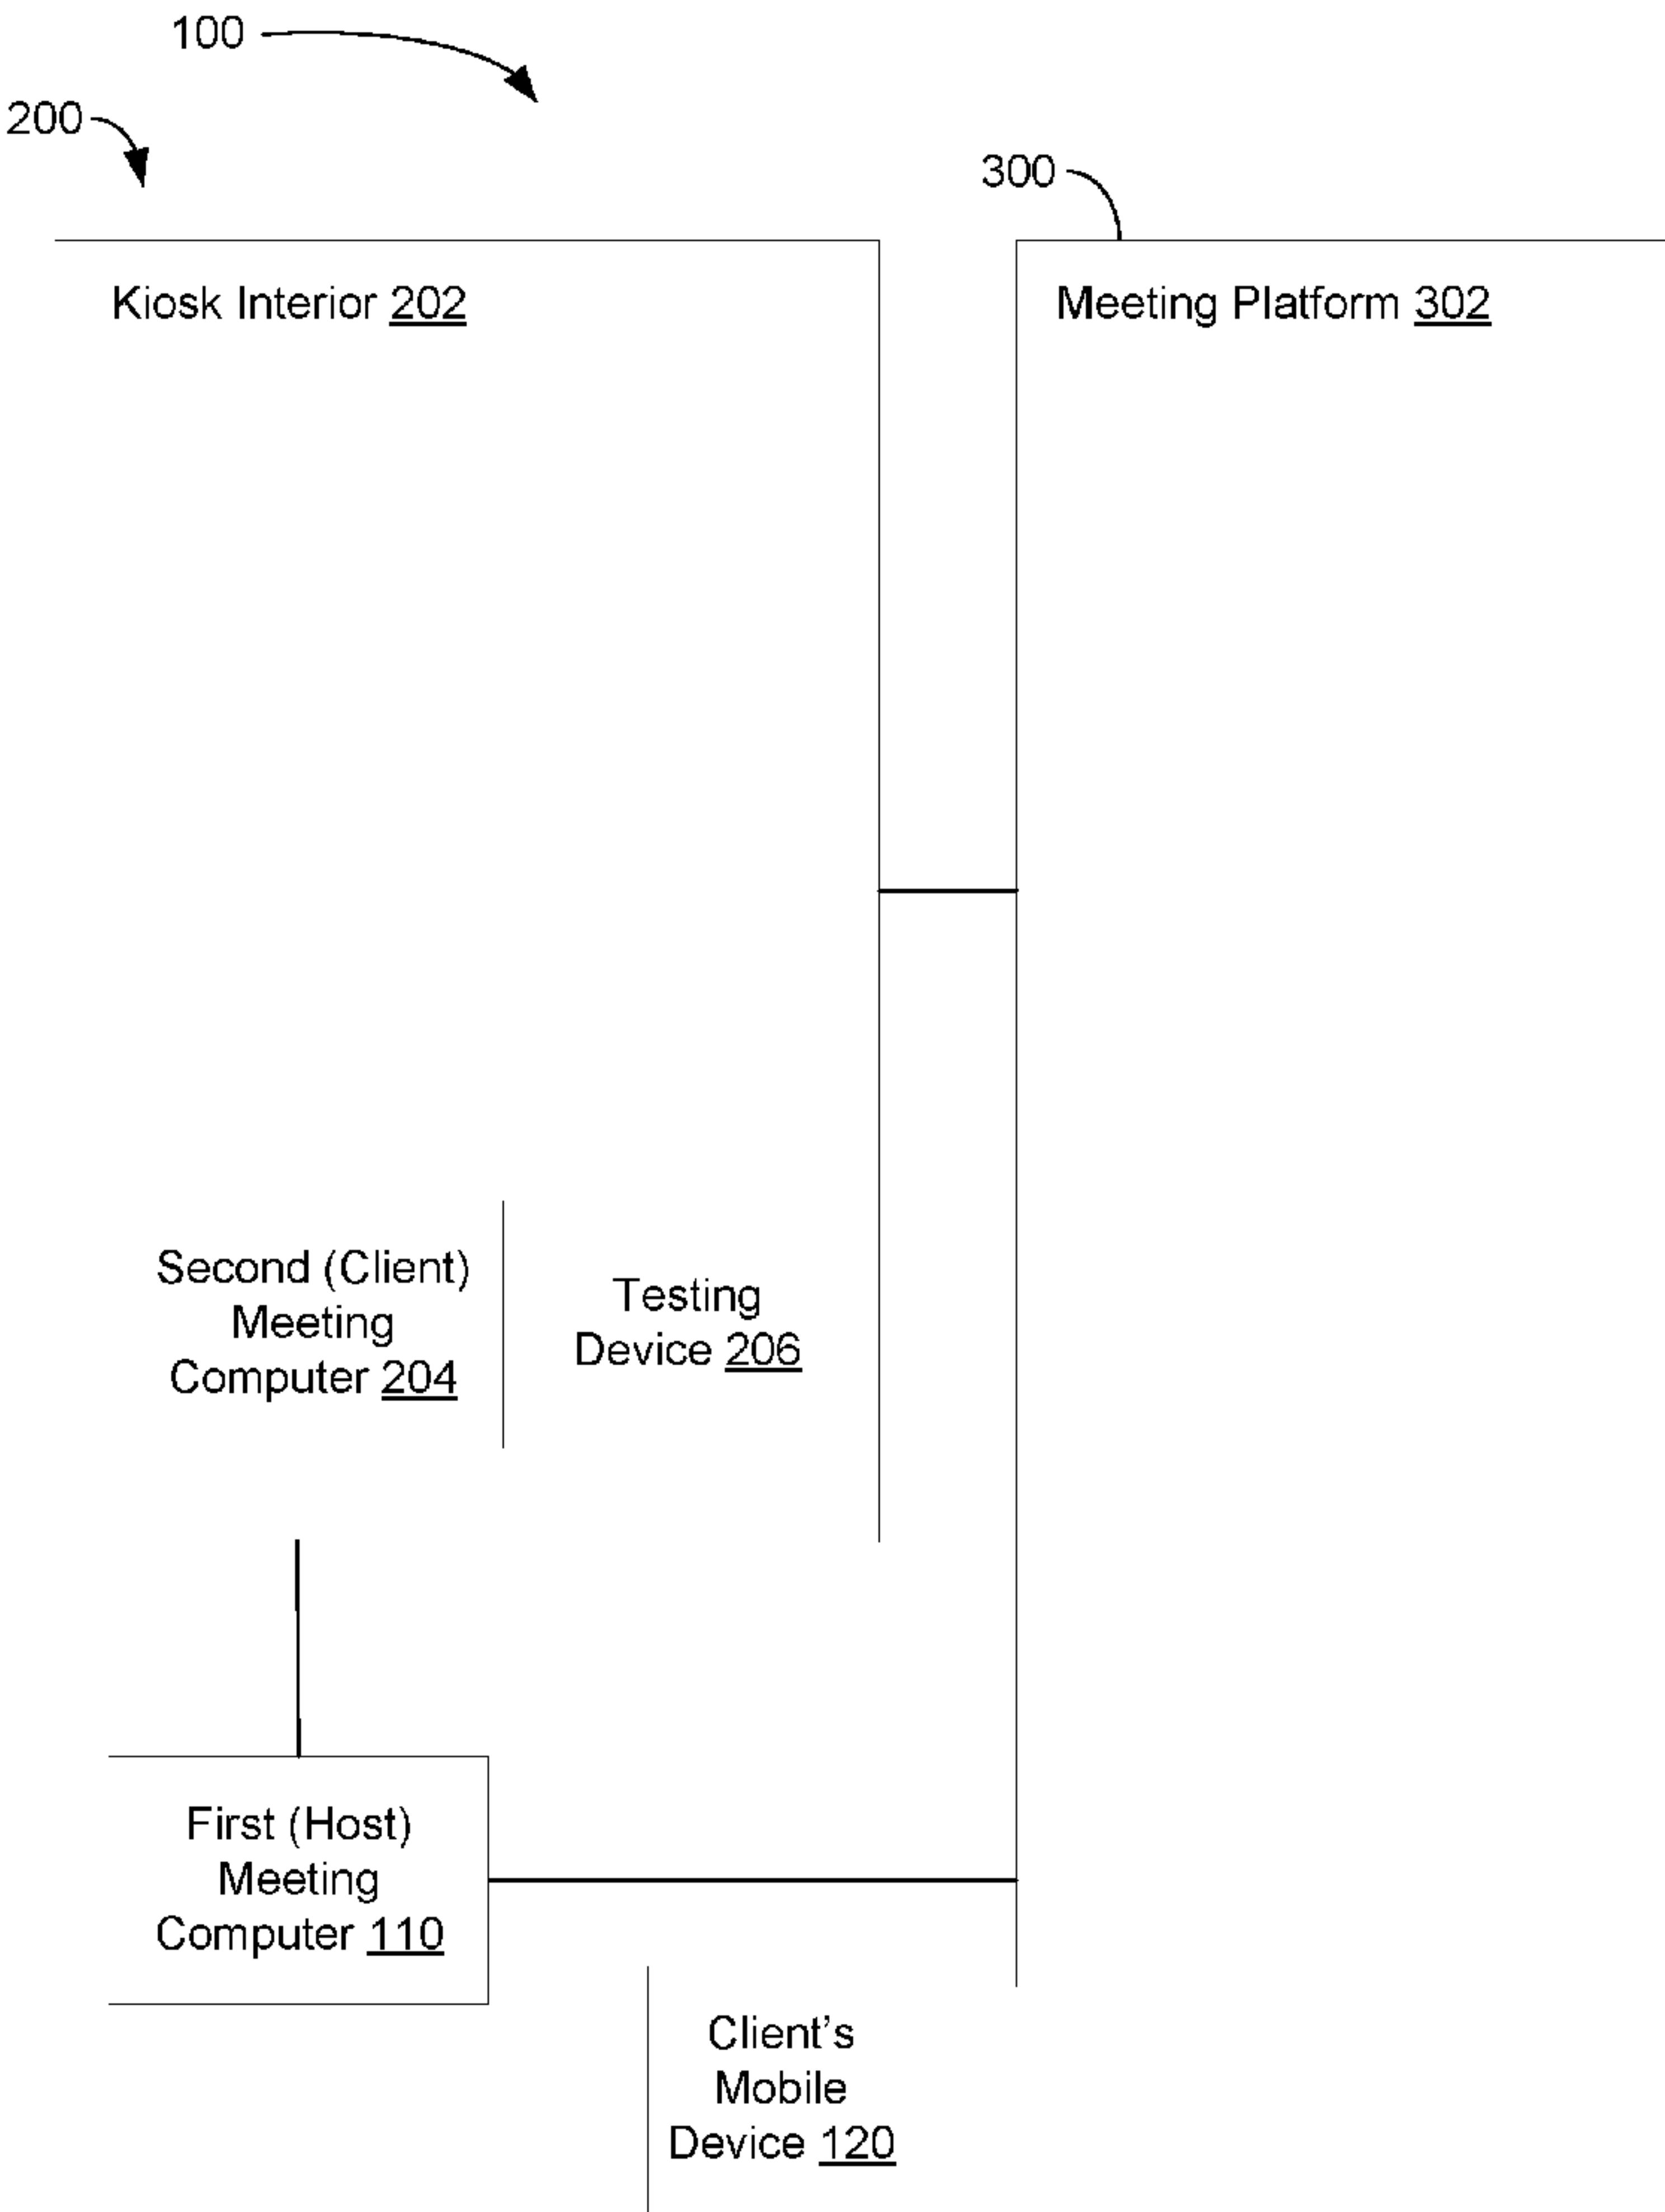 100
200
300
Kiosk Interior 202
Meeting Platform 302
Second (Client)
Meeting
Computer 204
Testing
Device 206
First (Host)
Meeting
Computer 110
Client's
Mobile
Device 120